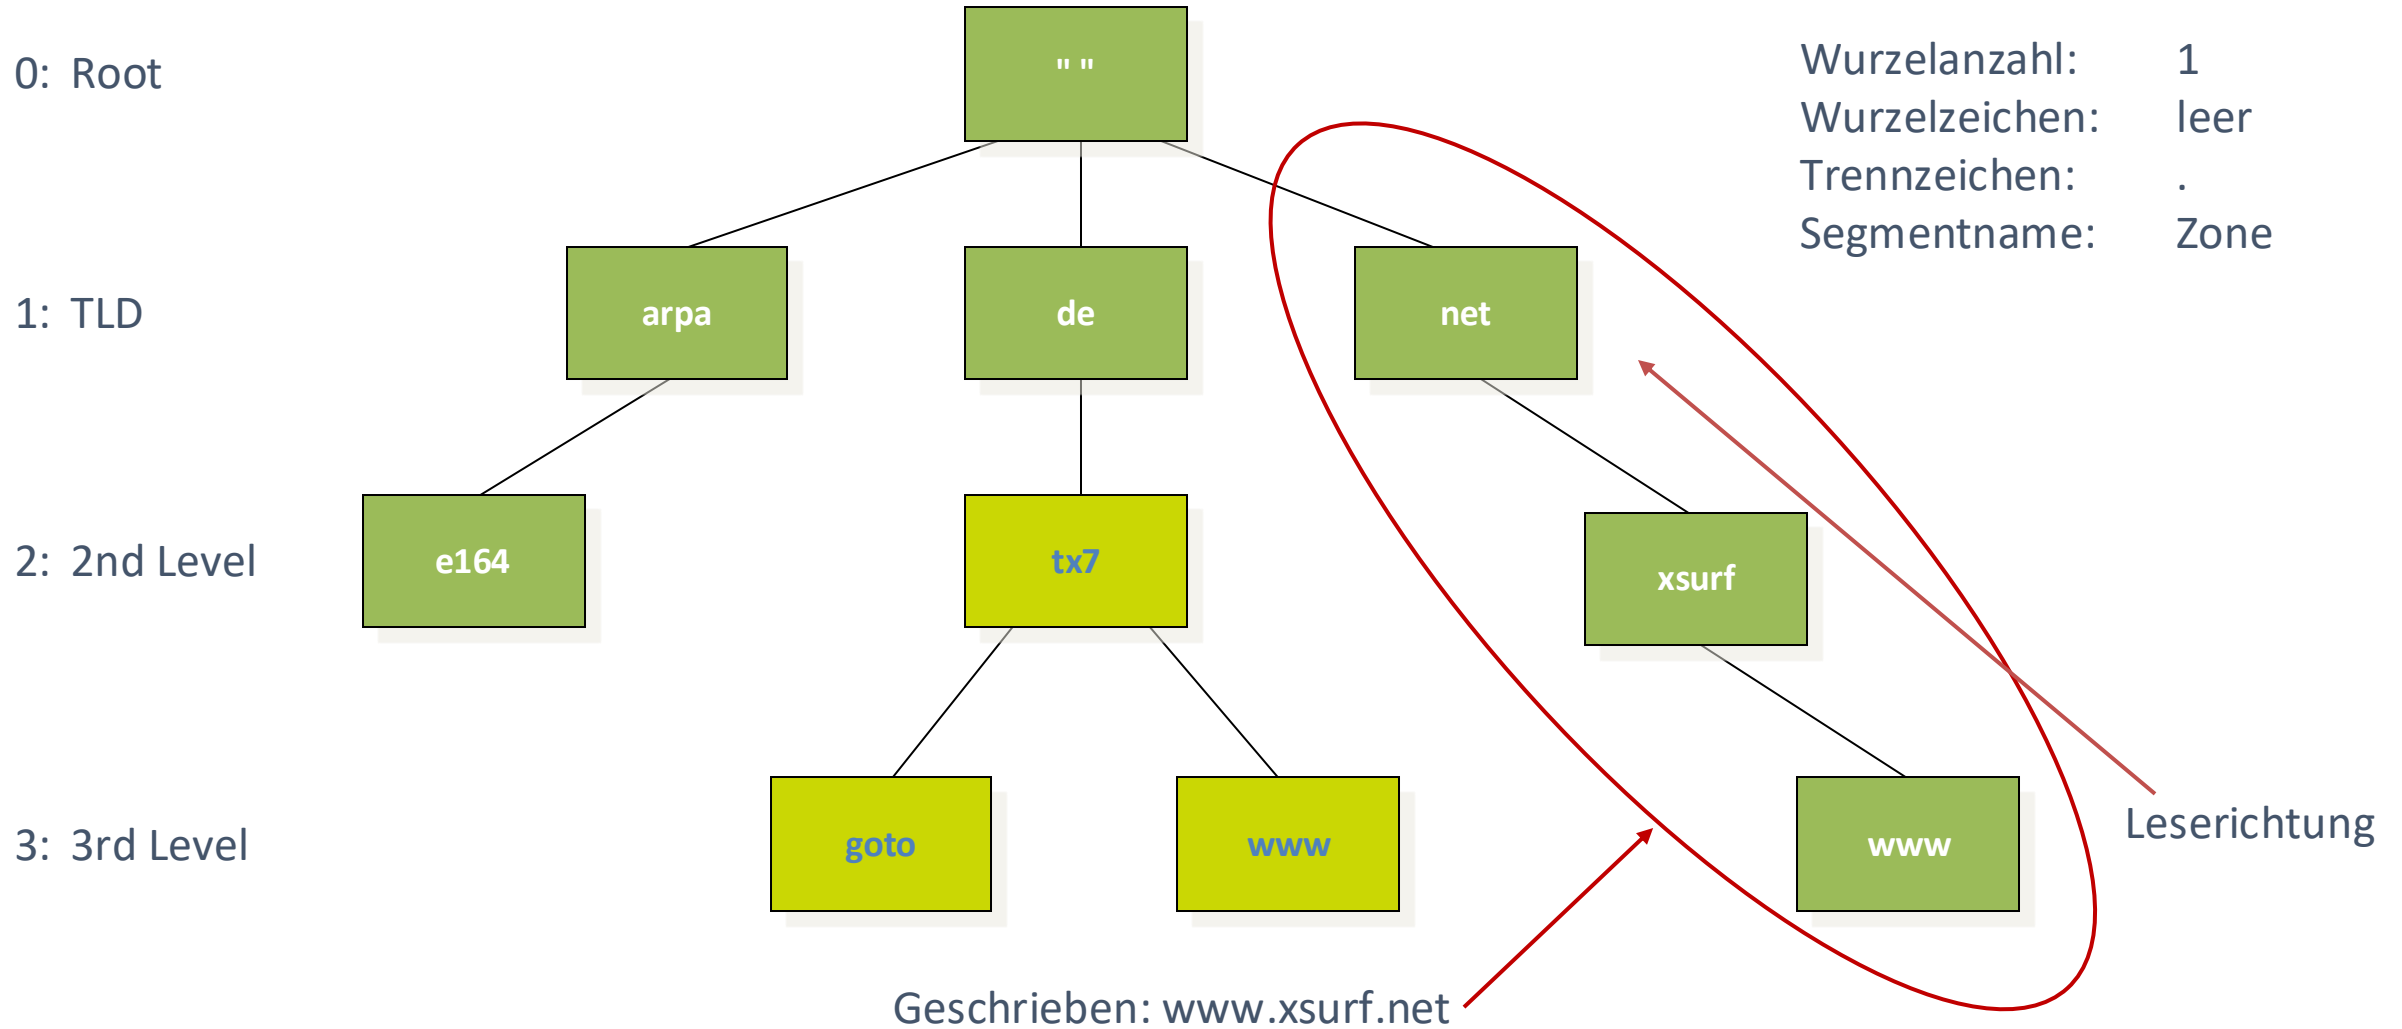 0: Root
" "
Wurzelanzahl: 1
Wurzelzeichen: leer
Trennzeichen: .
Segmentname: Zone
1: TLD
arpa
de
net
2: 2nd Level
e164
tx7
xsurf
3: 3rd Level
goto
www
www
Leserichtung
Geschrieben: www.xsurf.net